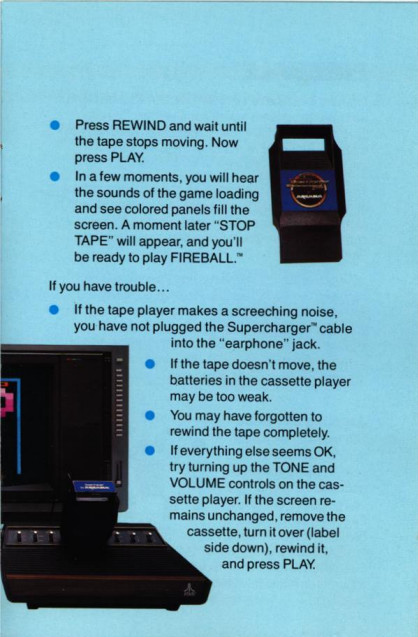 Press REWIND and wait until
the tape stops moving. Now
press PLAY.
In a few moments, you will hear
the sounds of the game loading
and see colored panels fill the
screen. A moment later "STOP
TAPE" will appear, and you'll
be ready to play FIREBALL.™
If you have trouble...
If the tape player makes a screeching noise,
you have not plugged the Supercharger™ cable
into the "earphone" jack.
If the tape doesn't move, the
batteries in the cassette player
may be too weak.
You may have forgotten to
rewind the tape completely.
If everything else seems OK,
try turning up the TONE and
VOLUME controls on the cas-
sette player. If the screen re-
mains unchanged, remove the
cassette, turn it over (label
side down), rewind it,
and press PLAY.